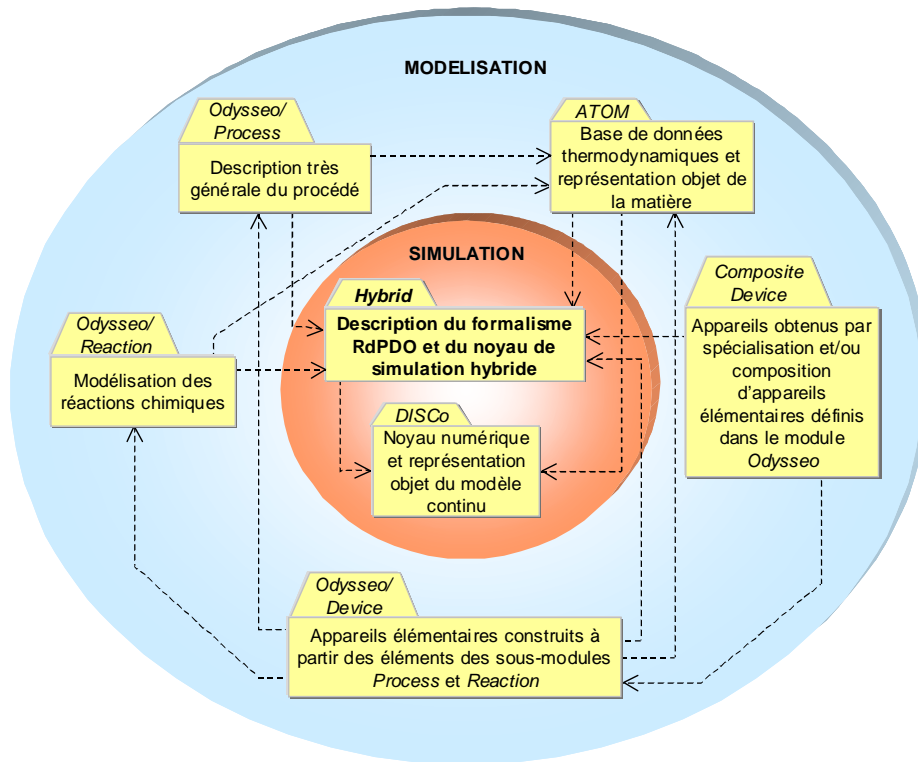 MODELISATION
Odysseo/
Process
Description très
générale du procédé
ATOM
Base de données
thermodynamiques et
représentation objet de
la matière
SIMULATION
Hybrid
Description du formalisme
RdPDO et du noyau de
simulation hybride
Composite
Device
Appareils obtenus par
spécialisation et/ou
composition
d'appareils
élémentaires définis
dans le module
Odysseo
Odysseo/
Reaction
Modélisation des
réactions chimiques
DISCo
Noyau numérique
et représentation
objet du modèle
continu
Odysseo/
Device
Appareils élémentaires construits à
partir des éléments des sous-modules
Process et Reaction